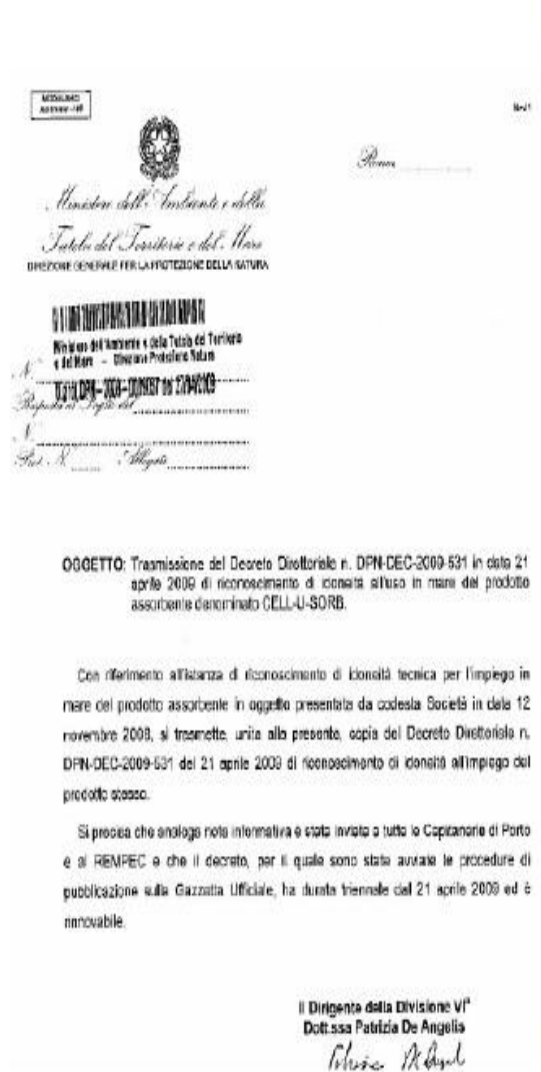 MODULARIO
Roma
Ministero dell'Ambiente e della
Tutela del Territorio e del Mare
DIREZIONE GENERALE PER LA PROTEZIONE DELLA NATURA
Ministero dell'Ambiente e della Tutela del Territorio
e del Mare – Direzione Protezione Natura
N.
Risposta al Foglio del
N.
Prot. N. Allegati
OGGETTO: Trasmissione del Decreto Direttoriale n. DPN-DEC-2009-531 in data 21
aprile 2009 di riconoscimento di idoneità all'uso in mare del prodotto
assorbente denominato CELL-U-SORB.
Con riferimento all'istanza di riconoscimento di idoneità tecnica per l'impiego in
mare del prodotto assorbente in oggetto presentata da codesta Società in data 12
novembre 2008, si trasmette, unita alla presente, copia del Decreto Direttoriale n.
DPN-DEC-2009-531 del 21 aprile 2009 di riconoscimento di idoneità all'impiego del
prodotto stesso.
Si precisa che analoga nota informativa è stata inviata a tutte le Capitanerie di Porto
e al REMPEC e che il decreto, per il quale sono state avviate le procedure di
pubblicazione sulla Gazzetta Ufficiale, ha durata triennale dal 21 aprile 2009 ed è
rinnovabile.
Il Dirigente della Divisione VIª
Dott.ssa Patrizia De Angelis